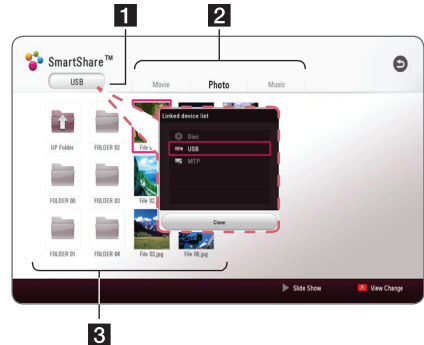 1
2
SmartShare™
USB
Movie
Photo
Music
Linked device list
Disc
USB
MTP
Close
UP Folder
FOLDER 02
File
FOLDER 00
FOLDER 03
File 02
FOLDER 01
FOLDER 04
File 03.jpg
File 06.jpg
Slide Show
R View Change
3